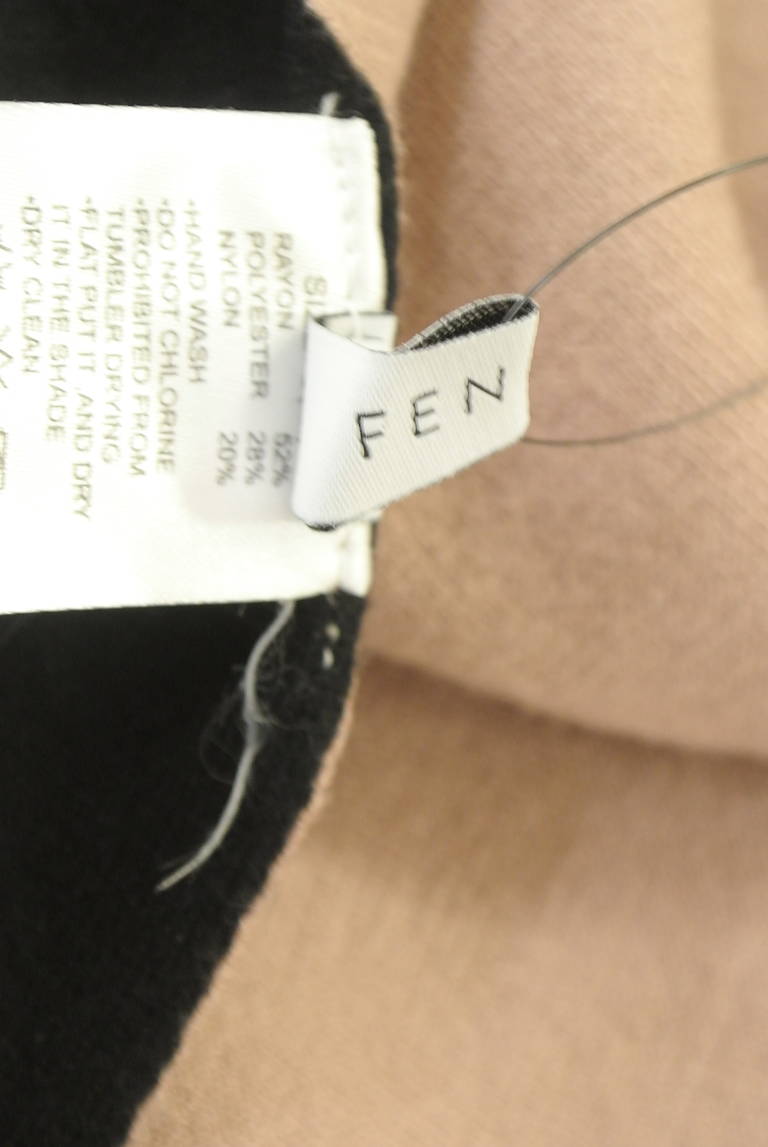 FEN
RAYON 52%
POLYESTER 28%
NYLON 20%
•HAND WASH
•DO NOT CHLORINE
•PROHIBITED FROM
TUMBLER DRYING
•FLAT PUT IT ,AND DRY
IT IN THE SHADE
•DRY CLEAN